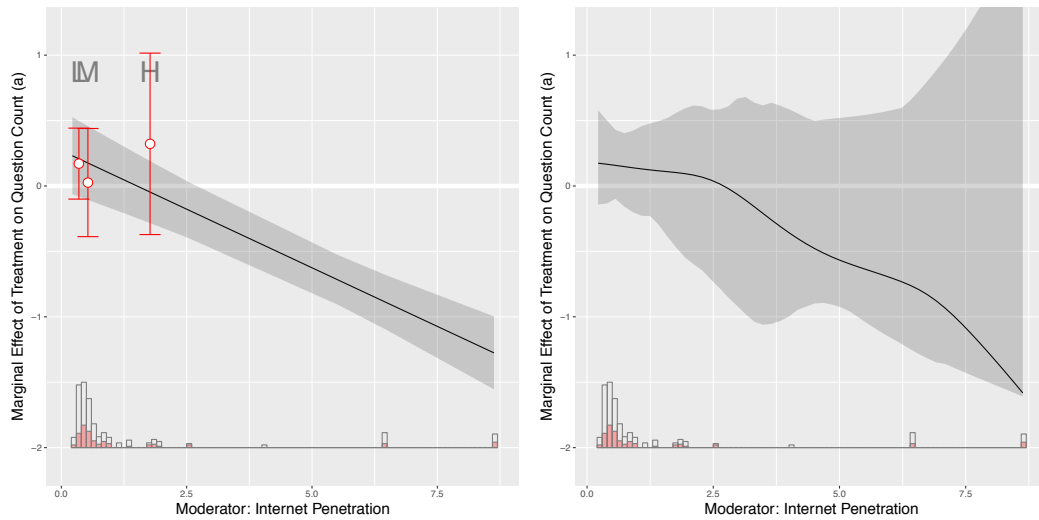 Marginal Effect of Treatment on Question Count (a)
1
0
−1
−2
L M H
0.0 2.5 5.0 7.5
Moderator: Internet Penetration
Marginal Effect of Treatment on Question Count (a)
1
0
−1
−2
0.0 2.5 5.0 7.5
Moderator: Internet Penetration